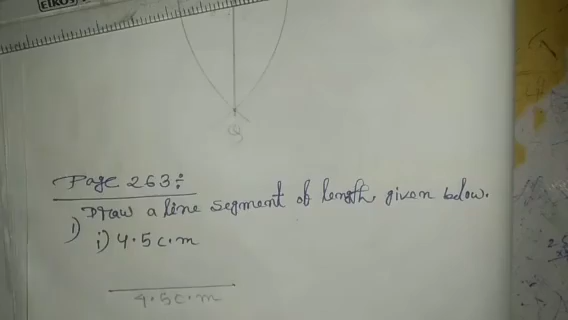 Q
Page 263:
1) Draw a line segment of length given below.
i) 4.5 c.m
4.5 c.m